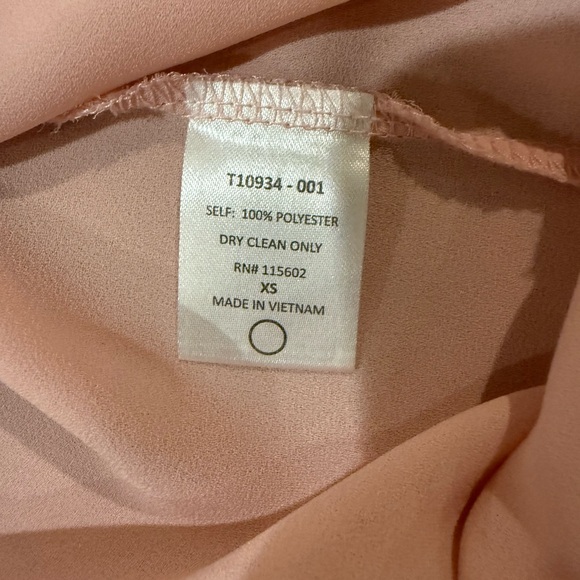 T10934 - 001
SELF: 100% POLYESTER
DRY CLEAN ONLY
RN# 115602
XS
MADE IN VIETNAM